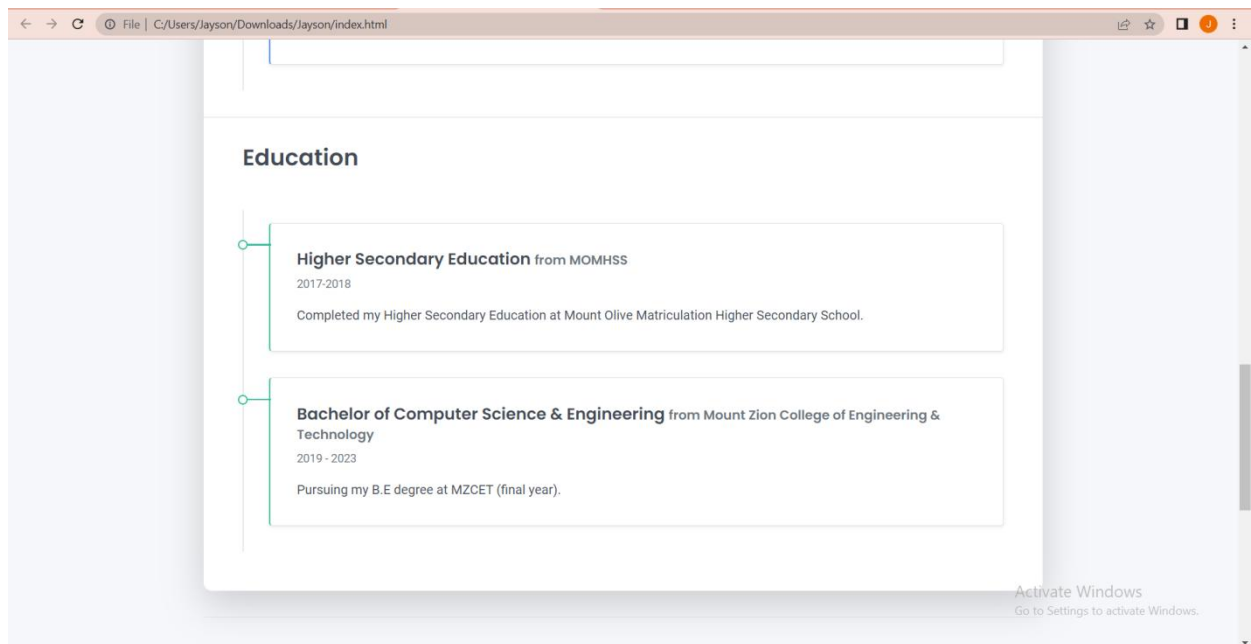 File | C:/Users/Jayson/Downloads/Jayson/index.html
J
Education
Higher Secondary Education from MOMHSS
2017-2018
Completed my Higher Secondary Education at Mount Olive Matriculation Higher Secondary School.
Bachelor of Computer Science & Engineering from Mount Zion College of Engineering &
Technology
2019 - 2023
Pursuing my B.E degree at MZCET (final year).
Activate Windows
Go to Settings to activate Windows.